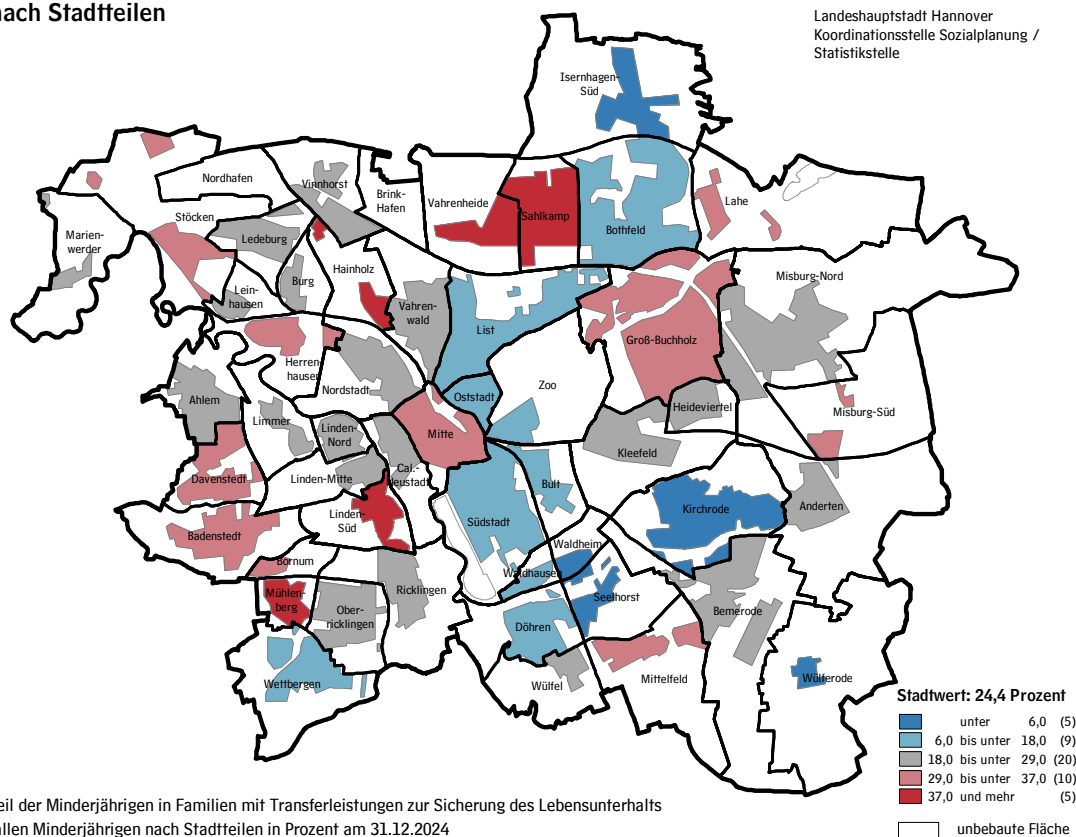 nach Stadtteilen
Landeshauptstadt Hannover
Koordinationsstelle Sozialplanung /
Statistikstelle
Isernhagen-
Süd
Nordhafen
Vinnhorst
Brink-
Hafen
Vahrenheide
Sahlkamp
Bothfeld
Lahe
Stöcken
Marien-
werder
Ledeburg
Burg
Hainholz
Lein-
hausen
Vahren-
wald
List
Misburg-Nord
Groß-Buchholz
Herren-
hausen
Nordstadt
Oststadt
Zoo
Ahlem
Limmer
Linden-
Nord
Mitte
Heideviertel
Misburg-Süd
Kleefeld
Cal.-
Neustadt
Linden-Mitte
Davenstedt
Bult
Linden-
Süd
Südstadt
Kirchrode
Anderten
Badenstedt
Bornum
Waldheim
Waldhausen
Seelhorst
Mühlen-
berg
Ober-
ricklingen
Ricklingen
Döhren
Bemerode
Wettbergen
Wülfel
Mittelfeld
Wülferode
Stadtwert: 24,4 Prozent
unter 6,0 (5)
6,0 bis unter 18,0 (9)
18,0 bis unter 29,0 (20)
29,0 bis unter 37,0 (10)
37,0 und mehr (5)
unbebaute Fläche
eil der Minderjährigen in Familien mit Transferleistungen zur Sicherung des Lebensunterhalts
allen Minderjährigen nach Stadtteilen in Prozent am 31.12.2024